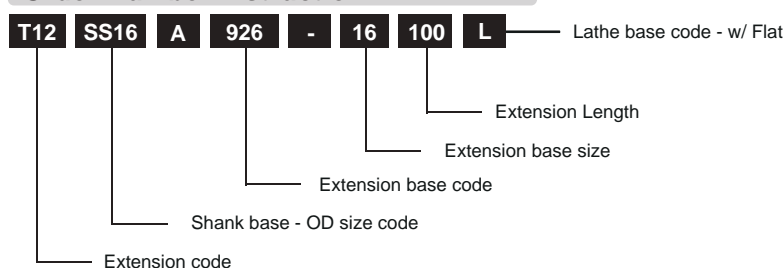 T12 SS16 A 926 - 16 100 L Lathe base code - w/ Flat
Extension Length
Extension base size
Extension base code
Shank base - OD size code
Extension code